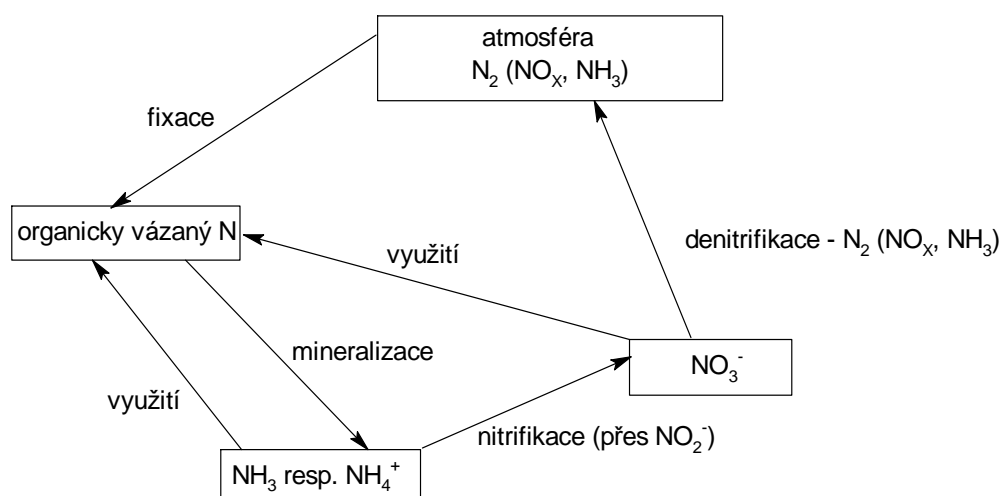 atmosféra
N₂ (NOₓ, NH₃)
fixace
organicky vázaný N
využití
denitrifikace - N₂ (NOₓ, NH₃)
mineralizace
NO₃⁻
využití
nitrifikace (přes NO₂⁻)
NH₃ resp. NH₄⁺